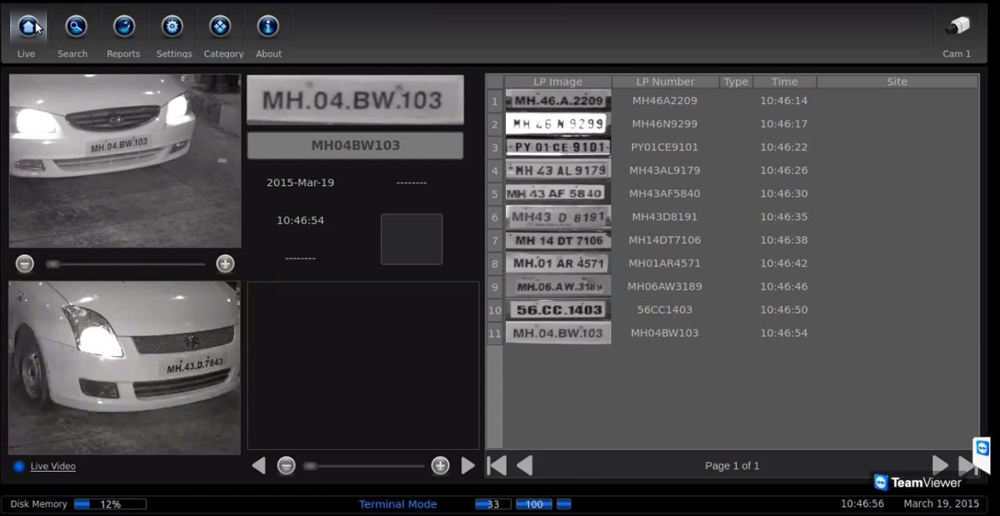 Live Search Reports Settings Category About Cam 1
MH.04.BW.103
MH.04.BW.103
MH04BW103
2015-Mar-19 --------
10:46:54
--------
MH.43.D.7843
Live Video
LP Image LP Number Type Time Site
1 MH.46.A.2209 MH46A2209 10:46:14
2 MH 46 N 9299 MH46N9299 10:46:17
3 PY 01 CE 9101 PY01CE9101 10:46:22
4 MH 43 AL 9179 MH43AL9179 10:46:26
5 MH 43 AF 5840 MH43AF5840 10:46:30
6 MH43 D 8191 MH43D8191 10:46:35
7 MH 14 DT 7106 MH14DT7106 10:46:38
8 MH.01 AR 4571 MH01AR4571 10:46:42
9 MH.06.AW.3189 MH06AW3189 10:46:46
10 56.CC.1403 56CC1403 10:46:50
11 MH.04.BW.103 MH04BW103 10:46:54
Page 1 of 1
TeamViewer
Disk Memory 12% Terminal Mode 33 100 10:46:56 March 19, 2015